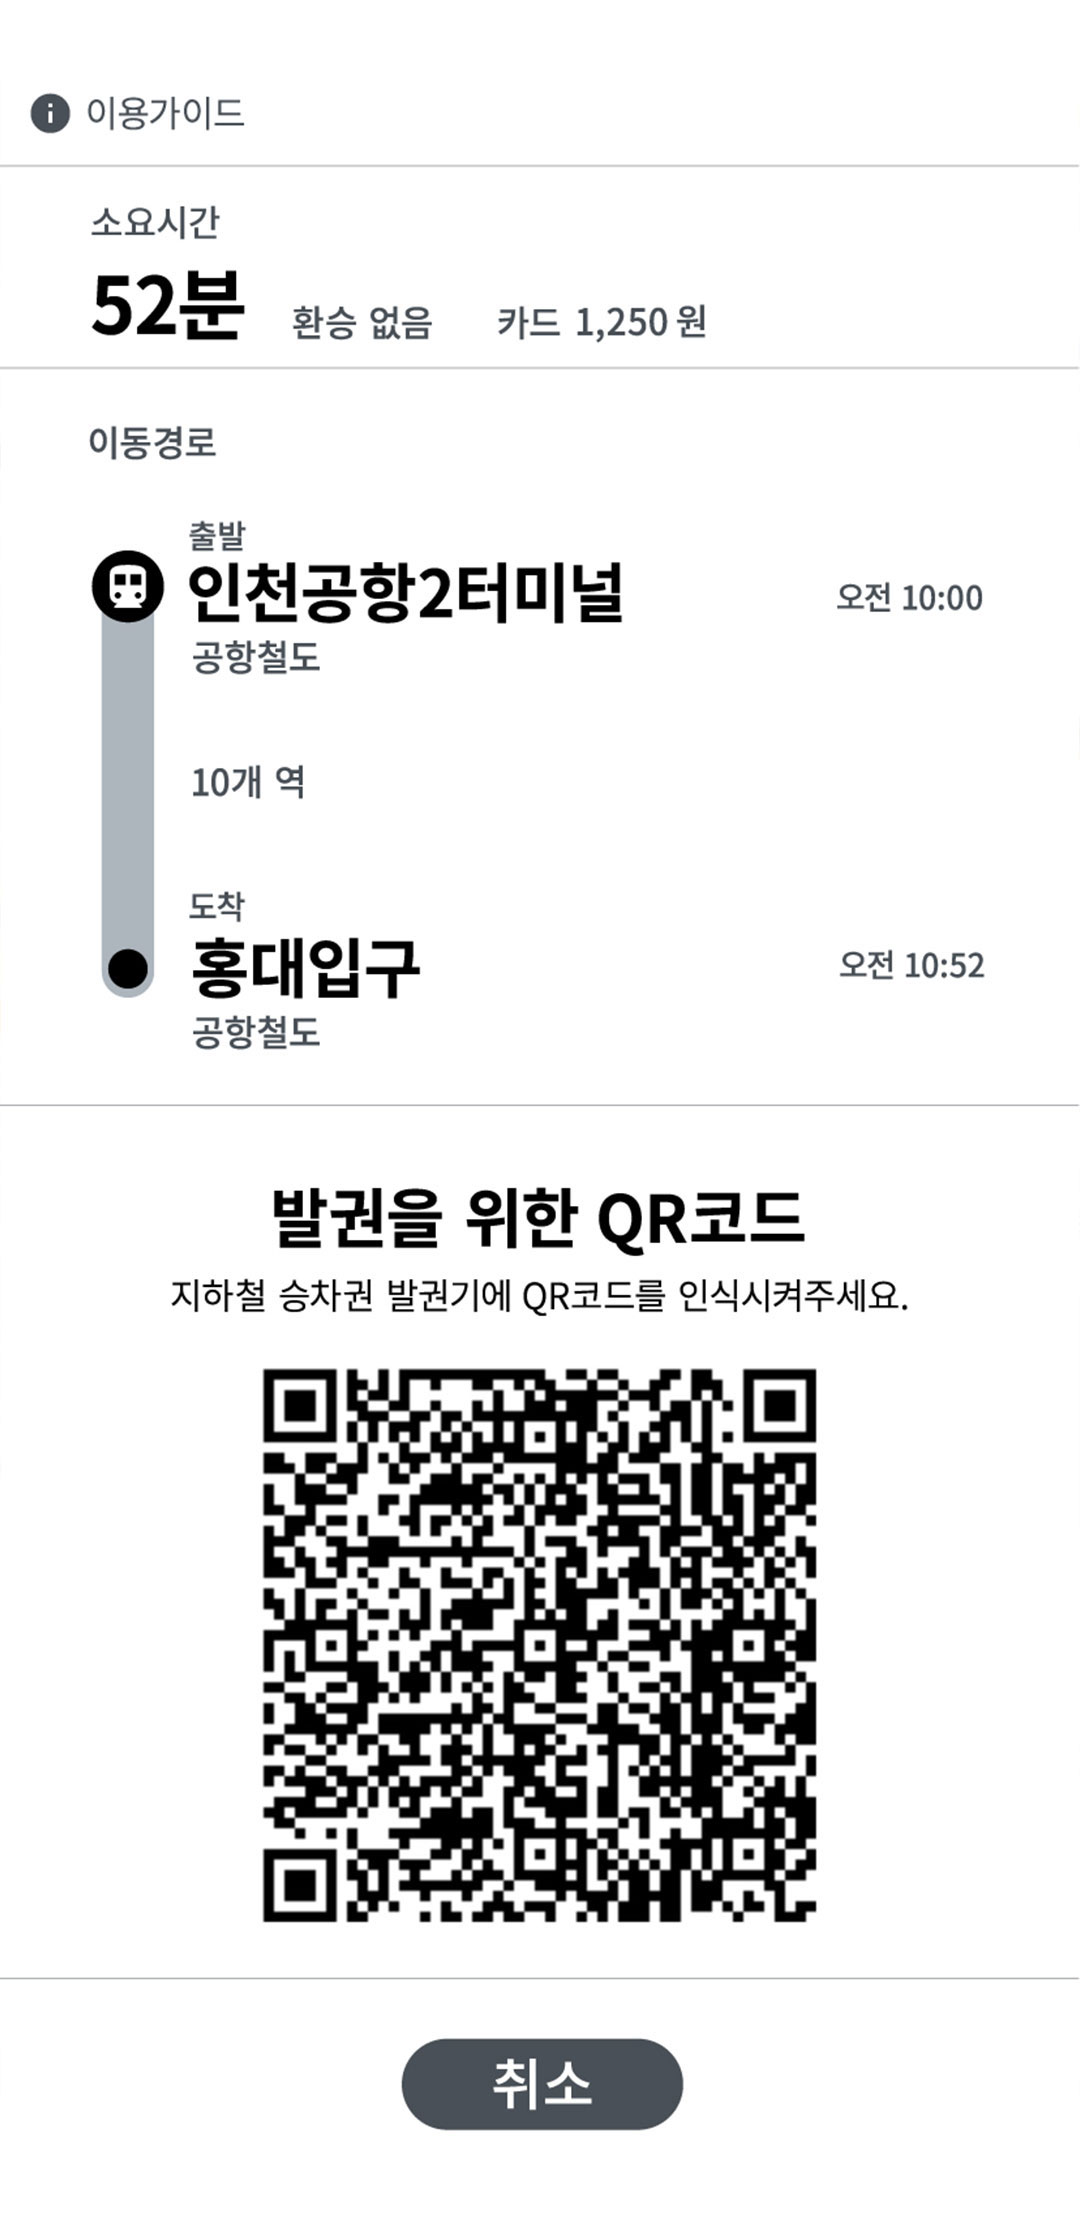 이용가이드
소요시간
52분 환승 없음 카드 1,250 원
이동경로
출발
인천공항2터미널 오전 10:00
공항철도
10개 역
도착
홍대입구 오전 10:52
공항철도
발권을 위한 QR코드
지하철 승차권 발권기에 QR코드를 인식시켜주세요.
취소